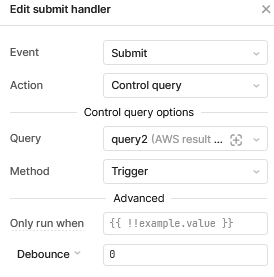 Edit submit handler
Event Submit
Action Control query
Control query options
Query query2 (AWS result ...
Method Trigger
Advanced
Only run when {{ !!example.value }}
Debounce 0